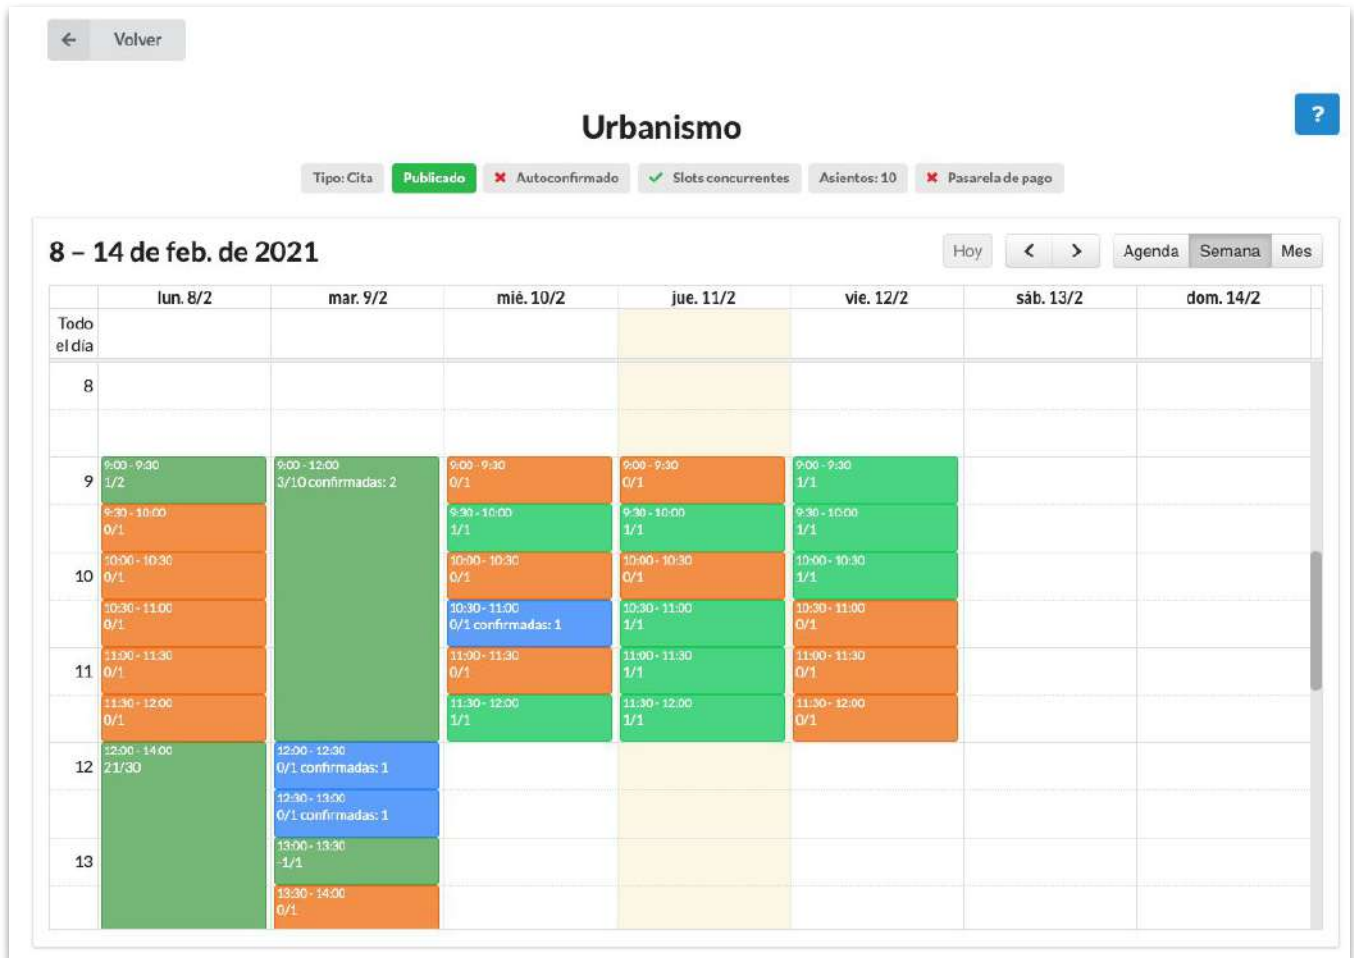 Volver
?
Urbanismo
Tipo: Cita Publicado Autoconfirmado Slots concurrentes Asientos: 10 Pasarela de pago
8 – 14 de feb. de 2021
Hoy Agenda Semana Mes
lun. 8/2 mar. 9/2 mié. 10/2 jue. 11/2 vie. 12/2 sáb. 13/2 dom. 14/2
Todo
el día
8
9:00 - 9:30 9:00 - 12:00 9:00 - 9:30 9:00 - 9:30 9:00 - 9:30
9 1/2 3/10 confirmadas: 2 0/1 0/1 1/1
9:30 - 10:00 9:30 - 10:00 9:30 - 10:00 9:30 - 10:00
0/1 1/1 1/1 1/1
10:00 - 10:30 10:00 - 10:30 10:00 - 10:30 10:00 - 10:30
10 0/1 0/1 0/1 1/1
10:30 - 11:00 10:30 - 11:00 10:30 - 11:00 10:30 - 11:00
0/1 0/1 confirmadas: 1 1/1 0/1
11:00 - 11:30 11:00 - 11:30 11:00 - 11:30 11:00 - 11:30
11 0/1 0/1 1/1 0/1
11:30 - 12:00 11:30 - 12:00 11:30 - 12:00 11:30 - 12:00
0/1 1/1 1/1 0/1
12:00 - 14:00 12:00 - 12:30
12 21/30 0/1 confirmadas: 1
12:30 - 13:00
0/1 confirmadas: 1
13:00 - 13:30
13 -1/1
13:30 - 14:00
0/1